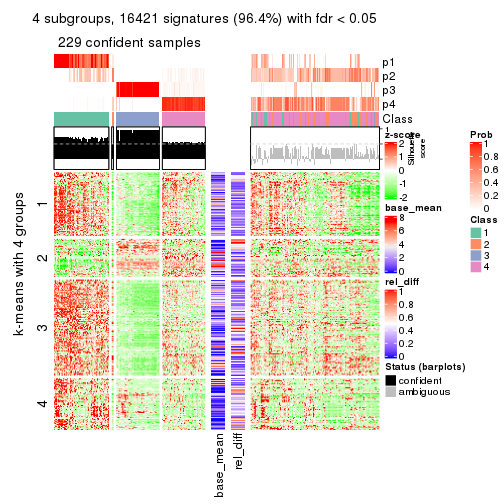 4 subgroups, 16421 signatures (96.4%) with fdr < 0.05
229 confident samples
p1
p2
p3
p4
Class
1
Silhouette
score
k-means with 4 groups
1
2
3
4
base_mean
rel_diff
z-score
2
1
0
-1
-2
base_mean
8
6
4
2
0
rel_diff
1
0.8
0.6
0.4
0.2
0
Status (barplots)
confident
ambiguous
Prob
1
0.8
0.6
0.4
0.2
0
Class
1
2
3
4